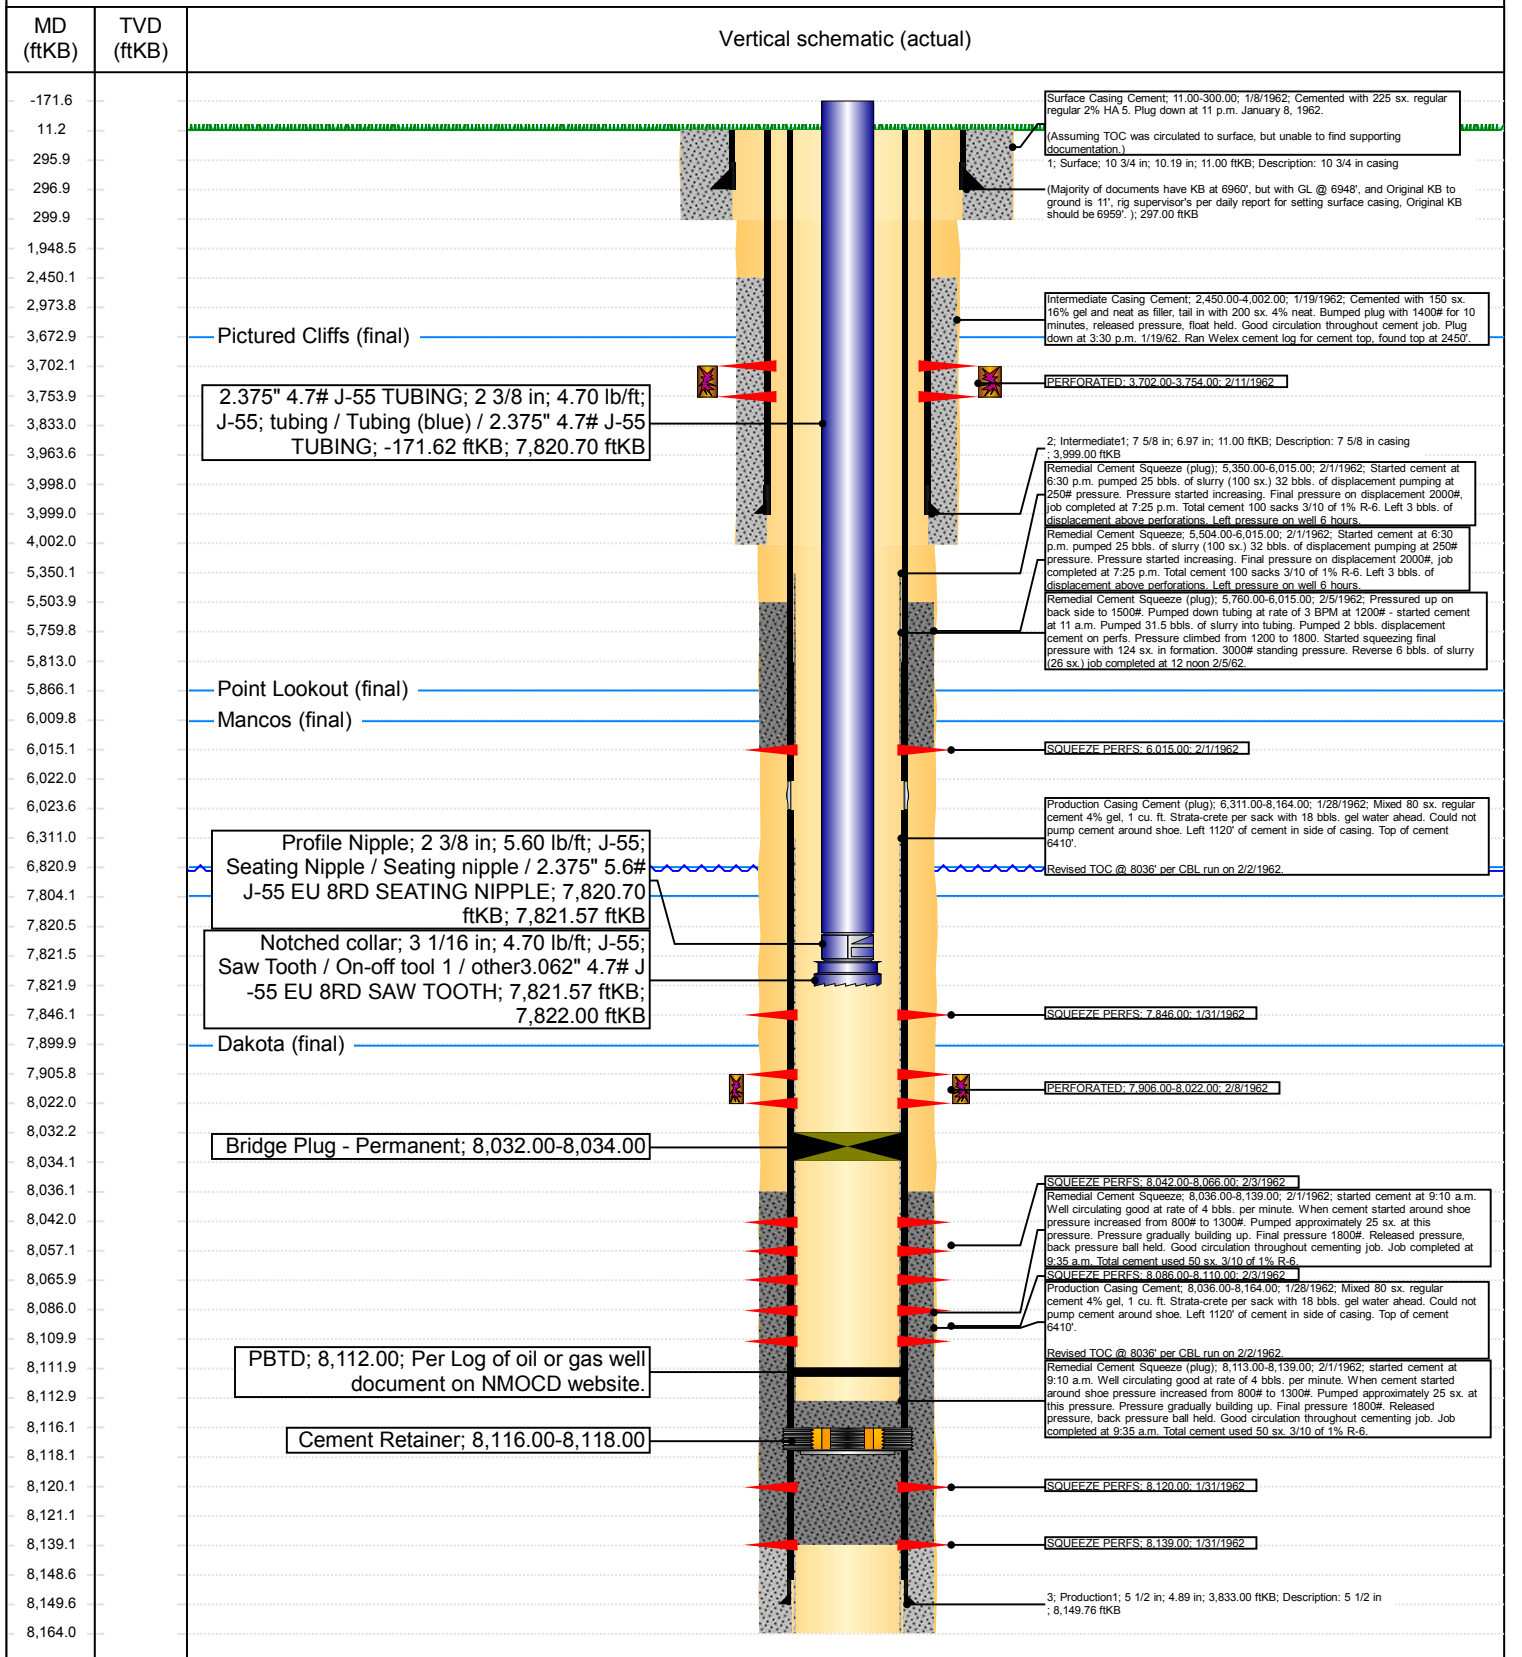 MD
(ftKB)
TVD
(ftKB)
Vertical schematic (actual)
-171.6
11.2
295.9
296.9
299.9
1,948.5
2,450.1
2,973.8
3,672.9
3,702.1
3,753.9
3,833.0
3,963.6
3,998.0
3,999.0
4,002.0
5,350.1
5,503.9
5,759.8
5,813.0
5,866.1
6,009.8
6,015.1
6,022.0
6,023.6
6,311.0
6,820.9
7,804.1
7,820.5
7,821.5
7,821.9
7,846.1
7,899.9
7,905.8
8,022.0
8,032.2
8,034.1
8,036.1
8,042.0
8,057.1
8,065.9
8,086.0
8,109.9
8,111.9
8,112.9
8,116.1
8,118.1
8,120.1
8,121.1
8,139.1
8,148.6
8,149.6
8,164.0
Pictured Cliffs (final)
2.375" 4.7# J-55 TUBING; 2 3/8 in; 4.70 lb/ft;
J-55; tubing / Tubing (blue) / 2.375" 4.7# J-55
TUBING; -171.62 ftKB; 7,820.70 ftKB
Point Lookout (final)
Mancos (final)
Profile Nipple; 2 3/8 in; 5.60 lb/ft; J-55;
Seating Nipple / Seating nipple / 2.375" 5.6#
J-55 EU 8RD SEATING NIPPLE; 7,820.70
ftKB; 7,821.57 ftKB
Notched collar; 3 1/16 in; 4.70 lb/ft; J-55;
Saw Tooth / On-off tool 1 / other3.062" 4.7# J
-55 EU 8RD SAW TOOTH; 7,821.57 ftKB;
7,822.00 ftKB
Dakota (final)
Bridge Plug - Permanent; 8,032.00-8,034.00
PBTD; 8,112.00; Per Log of oil or gas well
document on NMOCD website.
Cement Retainer; 8,116.00-8,118.00
Surface Casing Cement; 11.00-300.00; 1/8/1962; Cemented with 225 sx. regular
regular 2% HA 5. Plug down at 11 p.m. January 8, 1962.
(Assuming TOC was circulated to surface, but unable to find supporting
documentation.)
1; Surface; 10 3/4 in; 10.19 in; 11.00 ftKB; Description: 10 3/4 in casing
(Majority of documents have KB at 6960', but with GL @ 6948', and Original KB to
ground is 11', rig supervisor's per daily report for setting surface casing, Original KB
should be 6959'. ); 297.00 ftKB
Intermediate Casing Cement; 2,450.00-4,002.00; 1/19/1962; Cemented with 150 sx.
16% gel and neat as filler, tail in with 200 sx. 4% neat. Bumped plug with 1400# for 10
minutes, released pressure, float held. Good circulation throughout cement job. Plug
down at 3:30 p.m. 1/19/62. Ran Welex cement log for cement top, found top at 2450'.
PERFORATED; 3,702.00-3,754.00; 2/11/1962
2; Intermediate1; 7 5/8 in; 6.97 in; 11.00 ftKB; Description: 7 5/8 in casing
; 3,999.00 ftKB
Remedial Cement Squeeze (plug); 5,350.00-6,015.00; 2/1/1962; Started cement at
6:30 p.m. pumped 25 bbls. of slurry (100 sx.) 32 bbls. of displacement pumping at
250# pressure. Pressure started increasing. Final pressure on displacement 2000#,
job completed at 7:25 p.m. Total cement 100 sacks 3/10 of 1% R-6. Left 3 bbls. of
displacement above perforations. Left pressure on well 6 hours.
Remedial Cement Squeeze; 5,504.00-6,015.00; 2/1/1962; Started cement at 6:30
p.m. pumped 25 bbls. of slurry (100 sx.) 32 bbls. of displacement pumping at 250#
pressure. Pressure started increasing. Final pressure on displacement 2000#, job
completed at 7:25 p.m. Total cement 100 sacks 3/10 of 1% R-6. Left 3 bbls. of
displacement above perforations. Left pressure on well 6 hours.
Remedial Cement Squeeze (plug); 5,760.00-6,015.00; 2/5/1962; Pressured up on
back side to 1500#. Pumped down tubing at rate of 3 BPM at 1200# - started cement
at 11 a.m. Pumped 31.5 bbls. of slurry into tubing. Pumped 2 bbls. displacement
cement on perfs. Pressure climbed from 1200 to 1800. Started squeezing final
pressure with 124 sx. in formation. 3000# standing pressure. Reverse 6 bbls. of slurry
(26 sx.) job completed at 12 noon 2/5/62.
SQUEEZE PERFS; 6,015.00; 2/1/1962
Production Casing Cement (plug); 6,311.00-8,164.00; 1/28/1962; Mixed 80 sx. regular
cement 4% gel, 1 cu. ft. Strata-crete per sack with 18 bbls. gel water ahead. Could not
pump cement around shoe. Left 1120' of cement in side of casing. Top of cement
6410'.
Revised TOC @ 8036' per CBL run on 2/2/1962.
SQUEEZE PERFS; 7,846.00; 1/31/1962
PERFORATED; 7,906.00-8,022.00; 2/8/1962
SQUEEZE PERFS; 8,042.00-8,066.00; 2/3/1962
Remedial Cement Squeeze; 8,036.00-8,139.00; 2/1/1962; started cement at 9:10 a.m.
Well circulating good at rate of 4 bbls. per minute. When cement started around shoe
pressure increased from 800# to 1300#. Pumped approximately 25 sx. at this
pressure. Pressure gradually building up. Final pressure 1800#. Released pressure,
back pressure ball held. Good circulation throughout cementing job. Job completed at
9:35 a.m. Total cement used 50 sx. 3/10 of 1% R-6.
SQUEEZE PERFS; 8,086.00-8,110.00; 2/3/1962
Production Casing Cement; 8,036.00-8,164.00; 1/28/1962; Mixed 80 sx. regular
cement 4% gel, 1 cu. ft. Strata-crete per sack with 18 bbls. gel water ahead. Could not
pump cement around shoe. Left 1120' of cement in side of casing. Top of cement
6410'.
Revised TOC @ 8036' per CBL run on 2/2/1962.
Remedial Cement Squeeze (plug); 8,113.00-8,139.00; 2/1/1962; started cement at
9:10 a.m. Well circulating good at rate of 4 bbls. per minute. When cement started
around shoe pressure increased from 800# to 1300#. Pumped approximately 25 sx. at
this pressure. Pressure gradually building up. Final pressure 1800#. Released
pressure, back pressure ball held. Good circulation throughout cementing job. Job
completed at 9:35 a.m. Total cement used 50 sx. 3/10 of 1% R-6.
SQUEEZE PERFS; 8,120.00; 1/31/1962
SQUEEZE PERFS; 8,139.00; 1/31/1962
3; Production1; 5 1/2 in; 4.89 in; 3,833.00 ftKB; Description: 5 1/2 in
; 8,149.76 ftKB